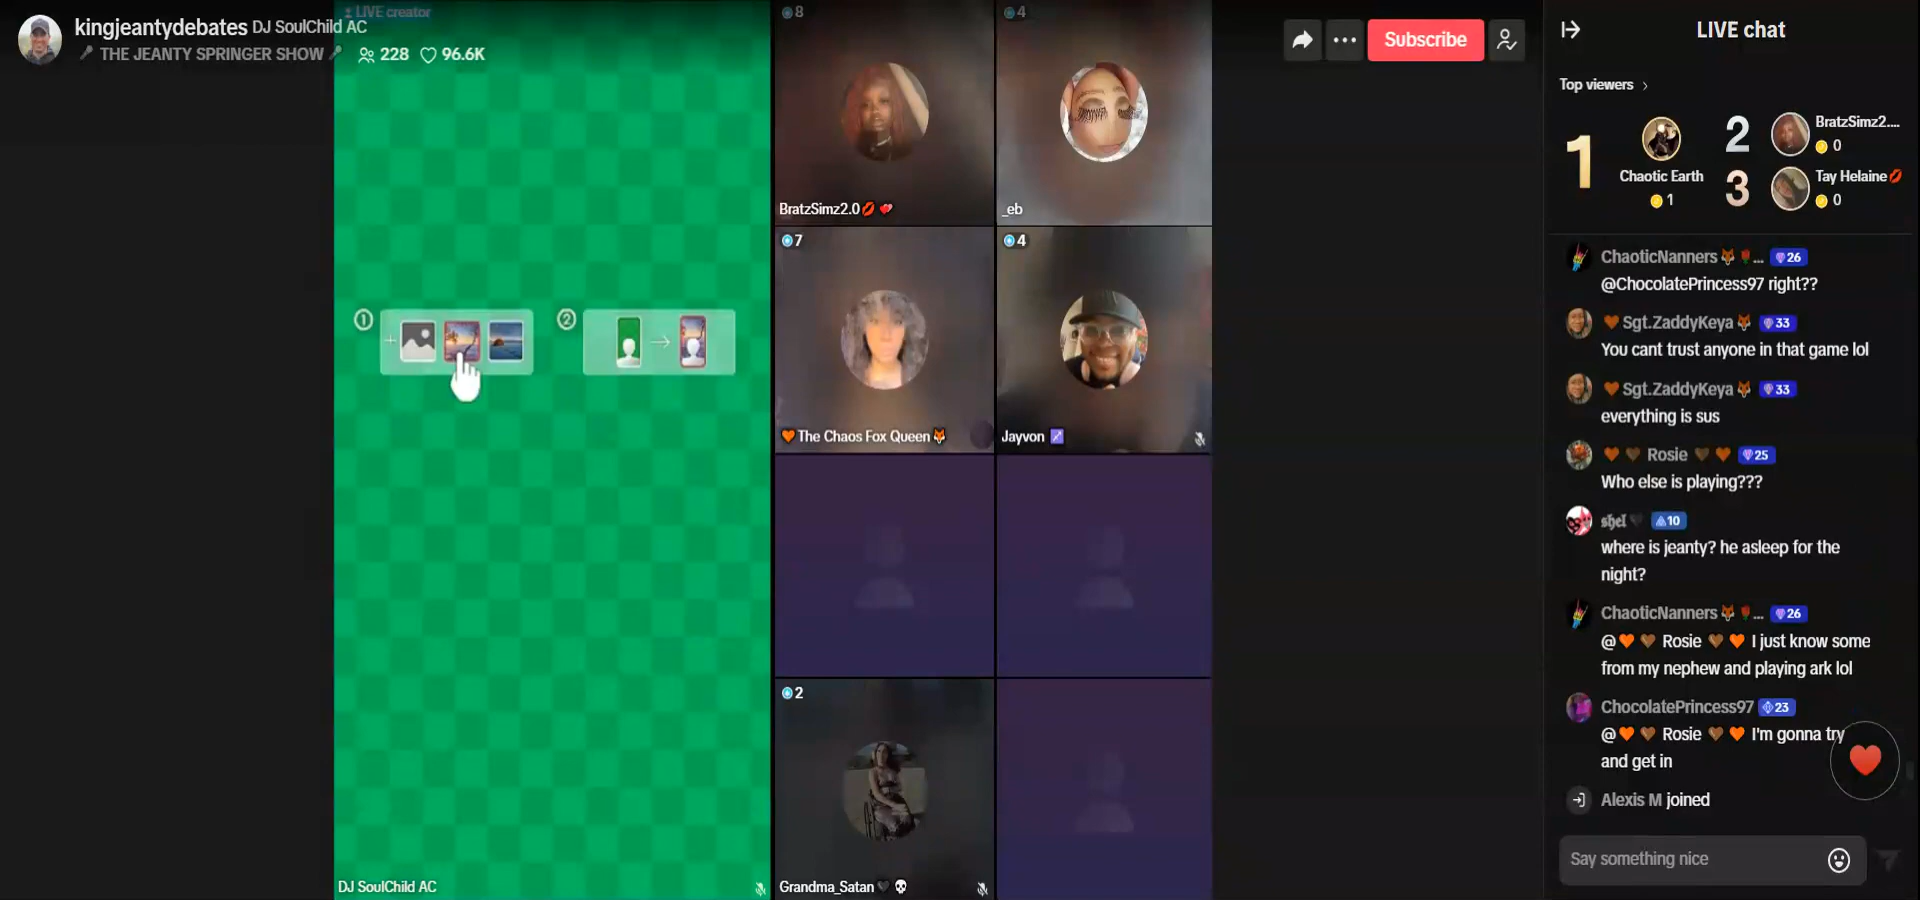 kingjeantydebates DJ SoulChild AC
THE JEANTY SPRINGER SHOW
LIVE creator
228 96.6K
Subscribe
8
BratzSimz2.0
4
_eb
7
The Chaos Fox Queen
4
Jayvon
2
Grandma_Satan
1
2
DJ SoulChild AC
LIVE chat
Top viewers
1
Chaotic Earth
1
2
BratzSimz2....
0
3
Tay Helaine
0
ChaoticNanners ... 26
@ChocolatePrincess97 right??
Sgt.ZaddyKeya 33
You cant trust anyone in that game lol
Sgt.ZaddyKeya 33
everything is sus
Rosie 25
Who else is playing???
shel 10
where is jeanty? he asleep for the
night?
ChaoticNanners ... 26
@🧡 🤎 Rosie 🤎 🧡 I just know some
from my nephew and playing ark lol
ChocolatePrincess97 23
@🧡 🤎 Rosie 🤎 🧡 I'm gonna try
and get in
Alexis M joined
Say something nice